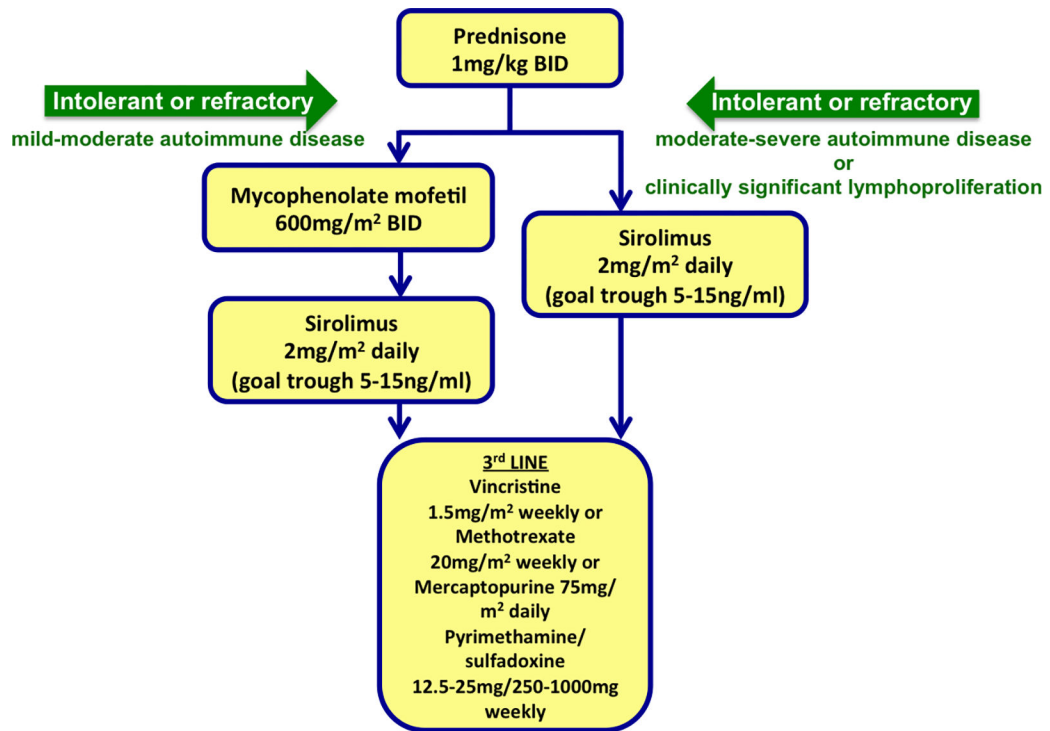 Prednisone
1mg/kg BID
Intolerant or refractory
mild-moderate autoimmune disease
Intolerant or refractory
moderate-severe autoimmune disease
or
clinically significant lymphoproliferation
Mycophenolate mofetil
600mg/m² BID
Sirolimus
2mg/m² daily
(goal trough 5-15ng/ml)
Sirolimus
2mg/m² daily
(goal trough 5-15ng/ml)
3rd LINE
Vincristine
1.5mg/m² weekly or
Methotrexate
20mg/m² weekly or
Mercaptopurine 75mg/
m² daily
Pyrimethamine/
sulfadoxine
12.5-25mg/250-1000mg
weekly